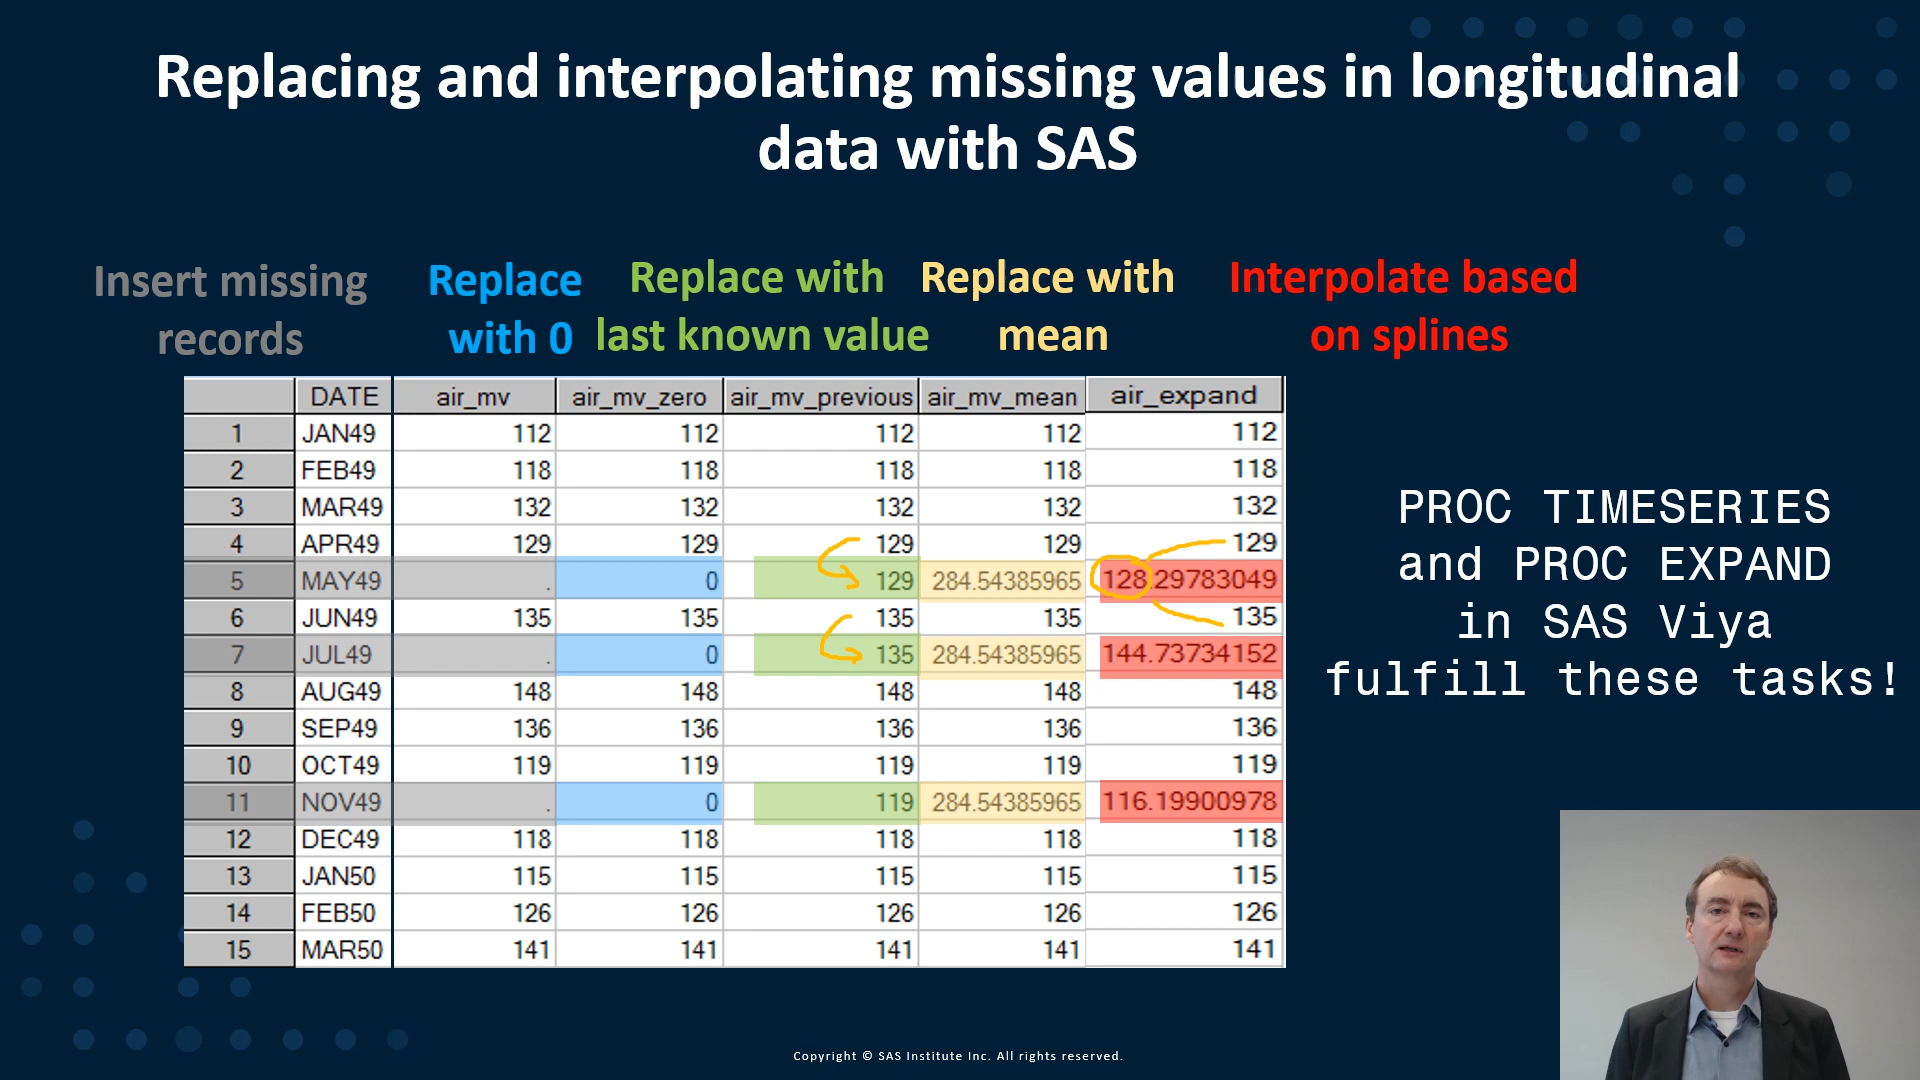 Replacing and interpolating missing values in longitudinal
data with SAS
Insert missing
records
Replace
with 0
Replace with
last known value
Replace with
mean
Interpolate based
on splines
DATE air_mv air_mv_zero air_mv_previous air_mv_mean air_expand
1 JAN49 112 112 112 112 112
2 FEB49 118 118 118 118 118
3 MAR49 132 132 132 132 132
4 APR49 129 129 129 129 129
5 MAY49 . 0 129 284.54385965 128.29783049
6 JUN49 135 135 135 135 135
7 JUL49 . 0 135 284.54385965 144.73734152
8 AUG49 148 148 148 148 148
9 SEP49 136 136 136 136 136
10 OCT49 119 119 119 119 119
11 NOV49 . 0 119 284.54385965 116.19900978
12 DEC49 118 118 118 118 118
13 JAN50 115 115 115 115 115
14 FEB50 126 126 126 126 126
15 MAR50 141 141 141 141 141
PROC TIMESERIES
and PROC EXPAND
in SAS Viya
fulfill these tasks!
Copyright © SAS Institute Inc. All rights reserved.